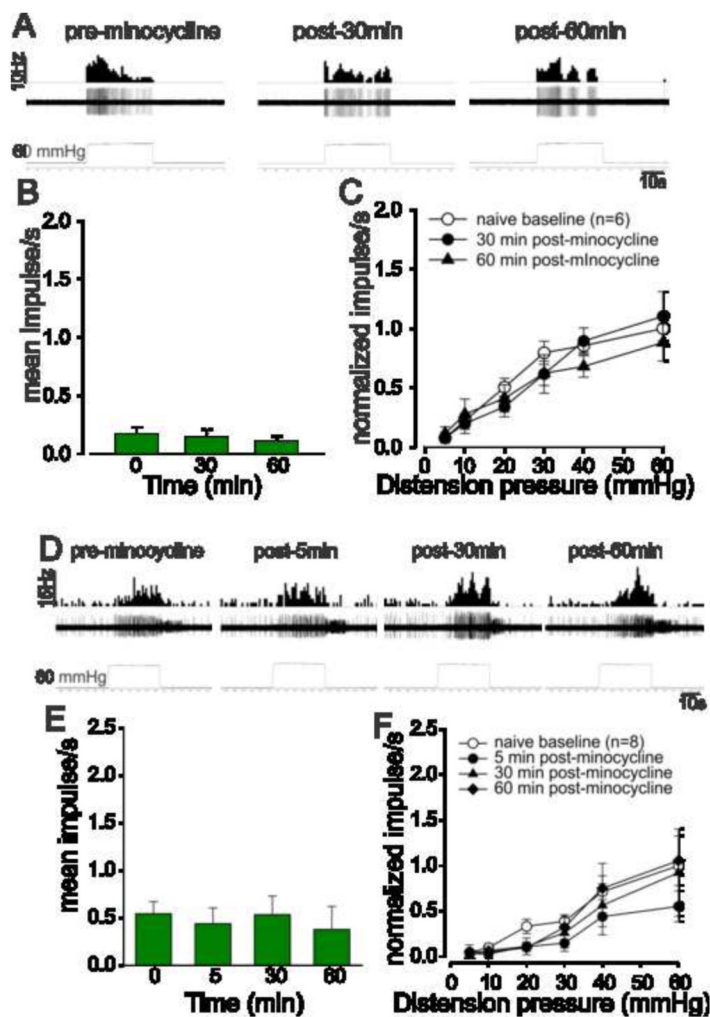 A
pre-minocycline post-30min post-60min
10Hz
60 mmHg
10s
B
2.0
1.5
1.0
0.5
0.0
mean impulse/s
0 30 60
Time (min)
C
2.0
1.5
1.0
0.5
0.0
normalized impulse/s
naive baseline (n=6)
30 min post-minocycline
60 min post-mInocycline
0 10 20 30 40 50 60
Distension pressure (mmHg)
D
pre-minocycline post-5min post-30min post-60min
60 mmHg
10s
E
2.5
2.0
1.5
1.0
0.5
0.0
mean impulse/s
0 5 30 60
Time (min)
F
2.5
2.0
1.5
1.0
0.5
0.0
normalized impulse/s
naive baseline (n=8)
5 min post-minocycline
30 min post-minocycline
60 min post-minocycline
0 10 20 30 40 50 60
Distension pressure (mmHg)